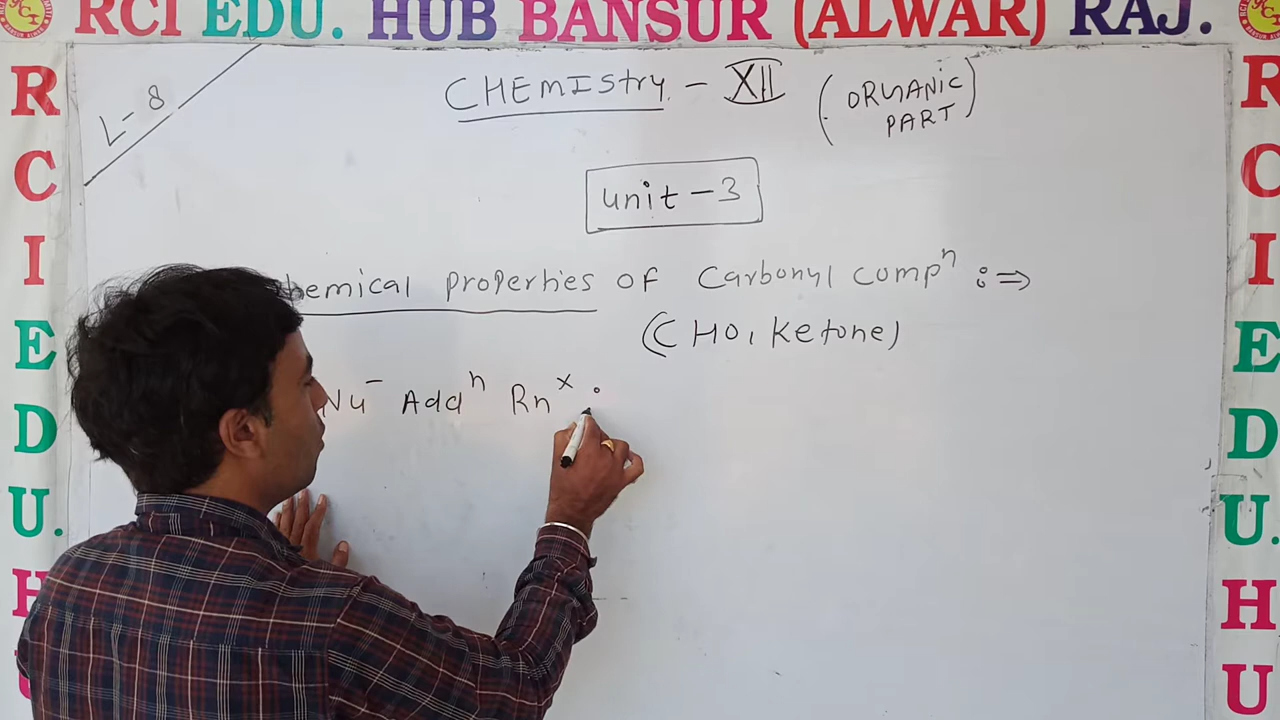 RCI EDU. HUB BANSUR (ALWAR) RAJ.
R
C
I
E
D
U.
H
L-8
CHEMIstry - XII (ORGANIC PART)
unit-3
hemical properties of Carbonyl compⁿ :⇒
(CHO, Ketone)
Nu⁻ Addⁿ Rnˣ :
R
C
I
E
D
U.
H
U